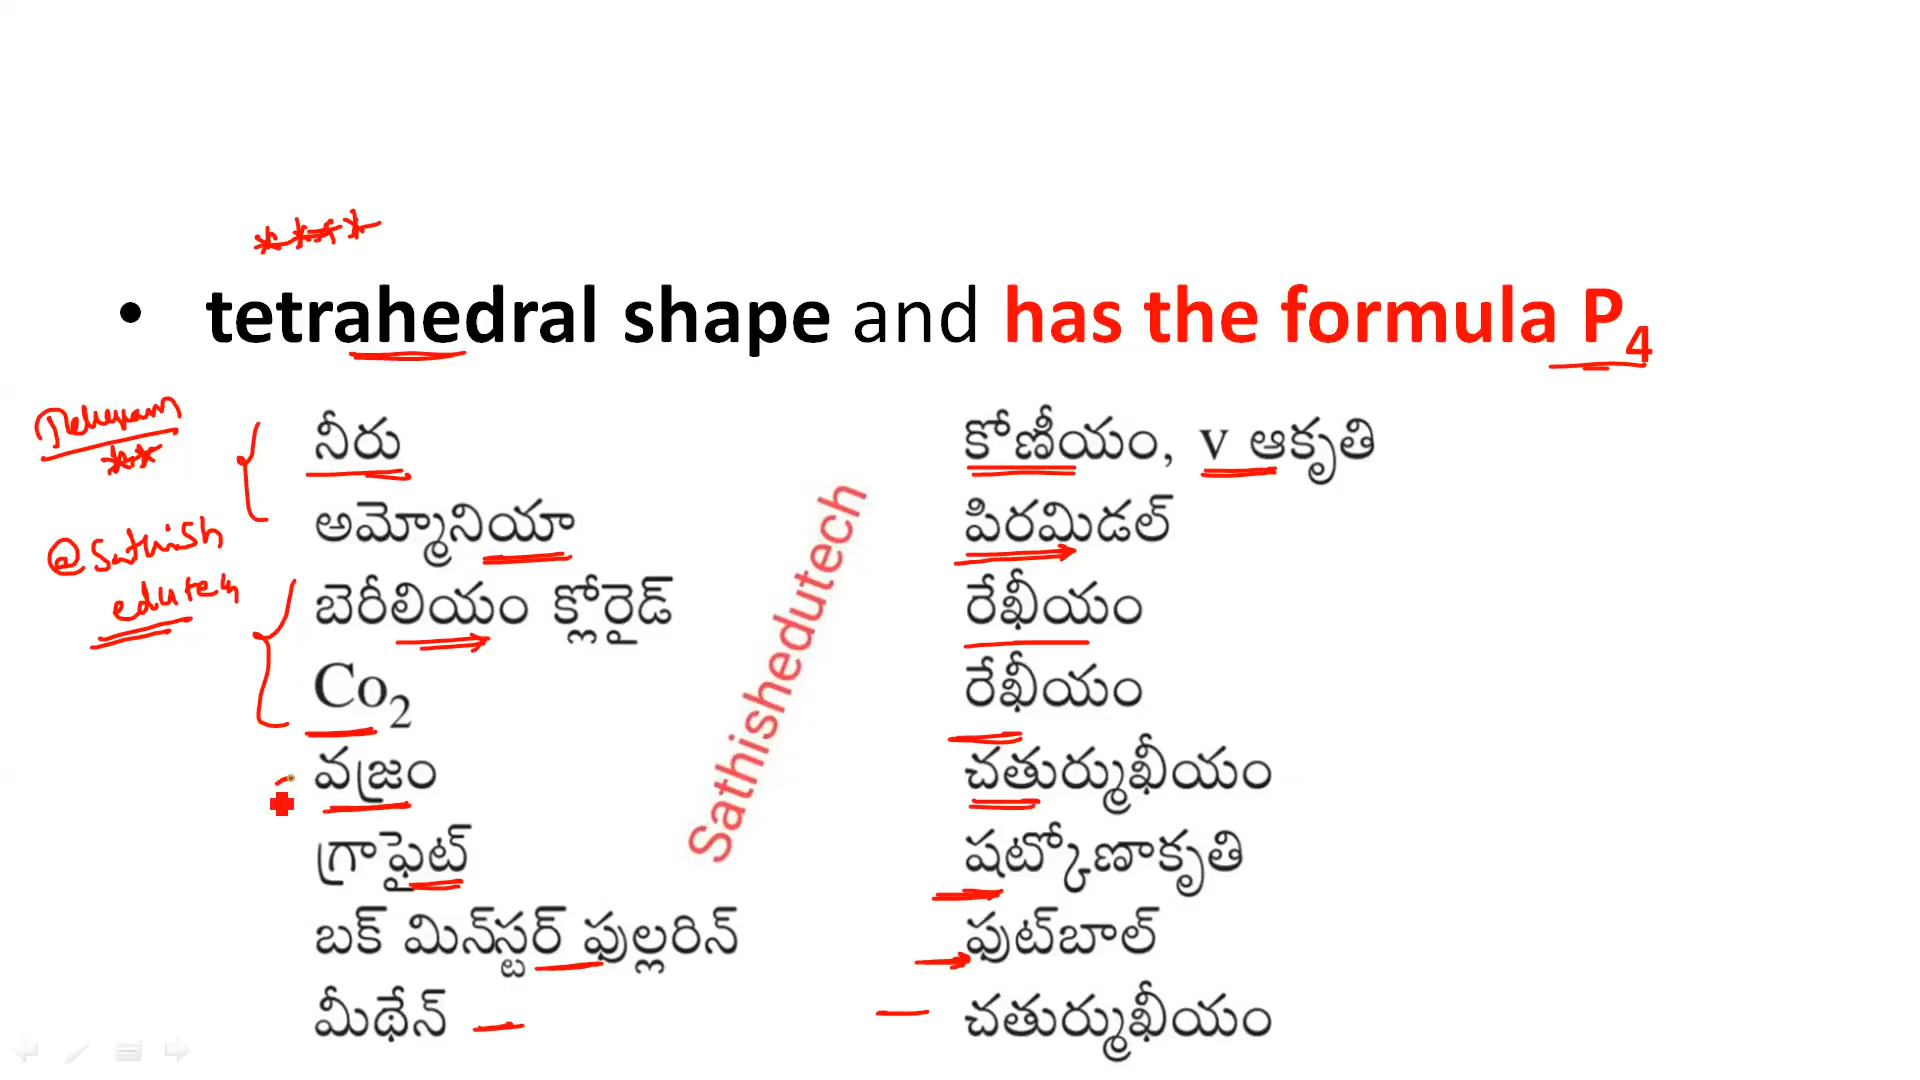 • tetrahedral shape and has the formula P₄
Telegram
@Sathish
edutech
నీరు కోణీయం, v ఆకృతి
అమ్మోనియా పిరమిడల్
బెరీలియం క్లోరైడ్ రేఖీయం
Co₂ రేఖీయం
వజ్రం చతుర్ముఖీయం
గ్రాఫైట్ షట్కోణాకృతి
బక్ మిన్‌స్టర్ ఫుల్లరిన్ ఫుట్‌బాల్
మీథేన్ చతుర్ముఖీయం
Sathishedutech